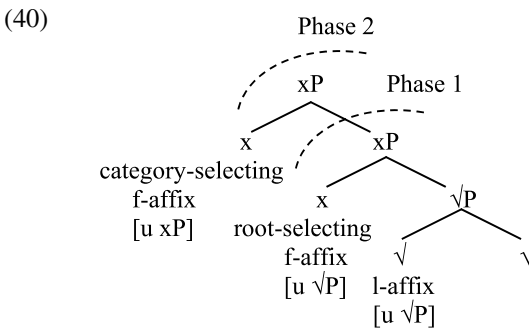 (40)
Phase 2
xP
Phase 1
x
xP
category-selecting
f-affix
[u xP]
x
√P
root-selecting
f-affix
[u √P]
√
√
l-affix
[u √P]